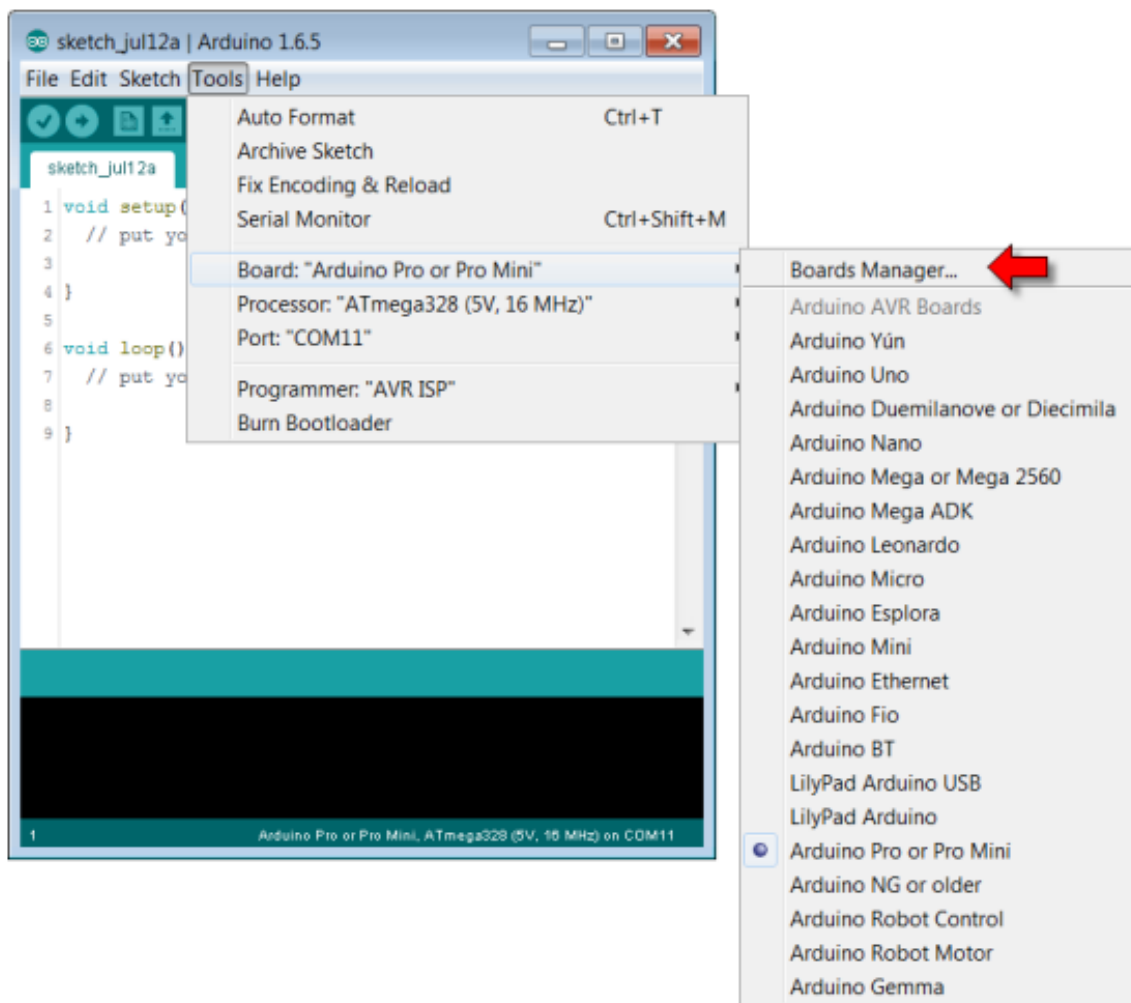 sketch_jul12a | Arduino 1.6.5
File Edit Sketch Tools Help
Auto Format Ctrl+T
Archive Sketch
Fix Encoding & Reload
Serial Monitor Ctrl+Shift+M
Board: "Arduino Pro or Pro Mini"
Processor: "ATmega328 (5V, 16 MHz)"
Port: "COM11"
Programmer: "AVR ISP"
Burn Bootloader
sketch_jul12a
1 void setup(
2 // put yo
3
4 }
5
6 void loop()
7 // put yo
8
9 }
1 Arduino Pro or Pro Mini, ATmega328 (5V, 16 MHz) on COM11
Boards Manager...
Arduino AVR Boards
Arduino Yún
Arduino Uno
Arduino Duemilanove or Diecimila
Arduino Nano
Arduino Mega or Mega 2560
Arduino Mega ADK
Arduino Leonardo
Arduino Micro
Arduino Esplora
Arduino Mini
Arduino Ethernet
Arduino Fio
Arduino BT
LilyPad Arduino USB
LilyPad Arduino
Arduino Pro or Pro Mini
Arduino NG or older
Arduino Robot Control
Arduino Robot Motor
Arduino Gemma